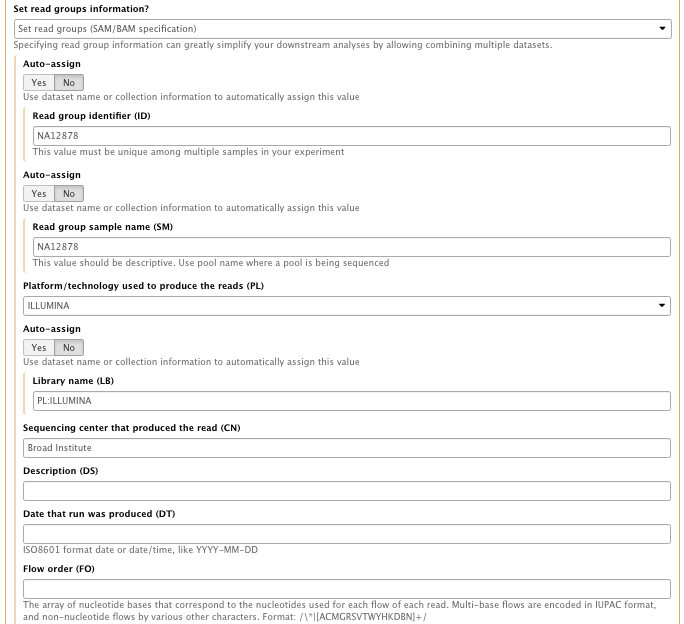 Set read groups information?
Set read groups (SAM/BAM specification)
Specifying read group information can greatly simplify your downstream analyses by allowing combining multiple datasets.
Auto-assign
Yes No
Use dataset name or collection information to automatically assign this value
Read group identifier (ID)
NA12878
This value must be unique among multiple samples in your experiment
Auto-assign
Yes No
Use dataset name or collection information to automatically assign this value
Read group sample name (SM)
NA12878
This value should be descriptive. Use pool name where a pool is being sequenced
Platform/technology used to produce the reads (PL)
ILLUMINA
Auto-assign
Yes No
Use dataset name or collection information to automatically assign this value
Library name (LB)
PL:ILLUMINA
Sequencing center that produced the read (CN)
Broad Institute
Description (DS)
Date that run was produced (DT)
ISO8601 format date or date/time, like YYYY-MM-DD
Flow order (FO)
The array of nucleotide bases that correspond to the nucleotides used for each flow of each read. Multi-base flows are encoded in IUPAC format,
and non-nucleotide flows by various other characters. Format: /\*|[ACMGRSVTWYHKDBN]+/